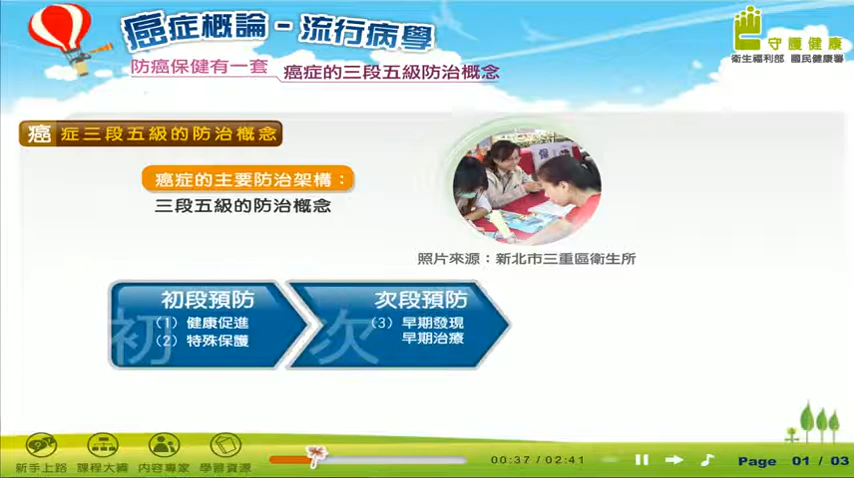 癌症概論-流行病學
守護健康
衛生福利部 國民健康署
防癌保健有一套 癌症的三段五級防治概念
癌症三段五級的防治概念
癌症的主要防治架構：
三段五級的防治概念
照片來源：新北市三重區衛生所
初段預防
(1) 健康促進
(2) 特殊保護
初
次段預防
(3) 早期發現
早期治療
次
新手上路 課程大綱 內容專家 學習資源
00:37 / 02:41
Page 01 / 03